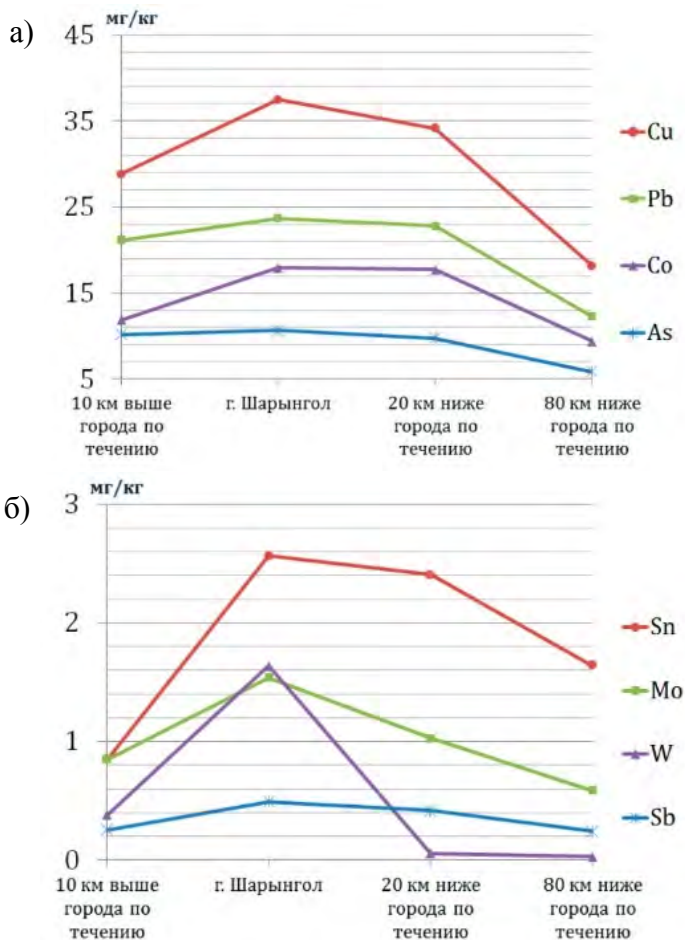 а)
мг/кг
45
35
25
15
5
Cu
Pb
Co
As
10 км выше города по течению
г. Шарынгол
20 км ниже города по течению
80 км ниже города по течению
б)
мг/кг
3
2
1
0
Sn
Mo
W
Sb
10 км выше города по течению
г. Шарынгол
20 км ниже города по течению
80 км ниже города по течению